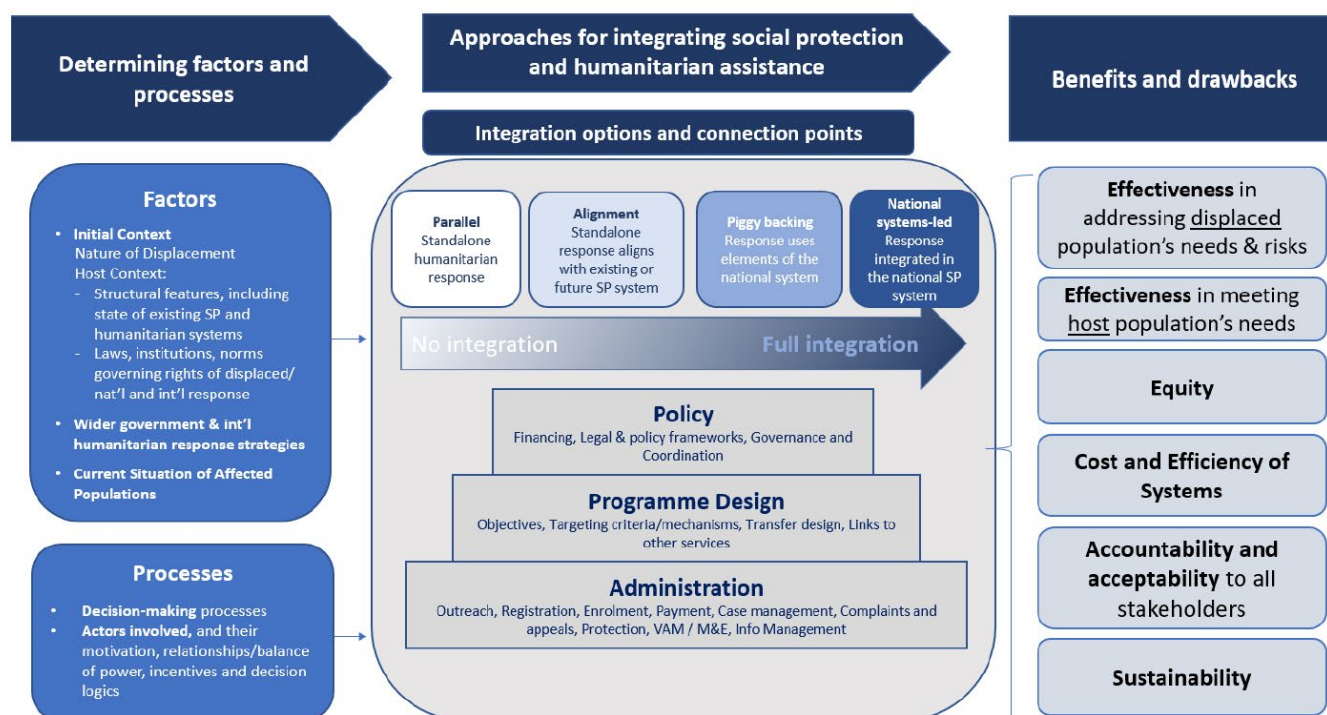 Determining factors and
processes
Factors
• Initial Context
Nature of Displacement
Host Context:
- Structural features, including
state of existing SP and
humanitarian systems
- Laws, institutions, norms
governing rights of displaced/
nat'l and int'l response
• Wider government & int'l
humanitarian response strategies
• Current Situation of Affected
Populations
Processes
• Decision-making processes
• Actors involved, and their
motivation, relationships/balance
of power, incentives and decision
logics
Approaches for integrating social protection
and humanitarian assistance
Integration options and connection points
Parallel
Standalone
humanitarian
response
Alignment
Standalone
response aligns
with existing or
future SP system
Piggy backing
Response uses
elements of the
national system
National
systems-led
Response
integrated in
the national SP
system
No integration
Full integration
Policy
Financing, Legal & policy frameworks, Governance and
Coordination
Programme Design
Objectives, Targeting criteria/mechanisms, Transfer design, Links to
other services
Administration
Outreach, Registration, Enrolment, Payment, Case management, Complaints and
appeals, Protection, VAM / M&E, Info Management
Benefits and drawbacks
Effectiveness in
addressing displaced
population's needs & risks
Effectiveness in meeting
host population's needs
Equity
Cost and Efficiency of
Systems
Accountability and
acceptability to all
stakeholders
Sustainability